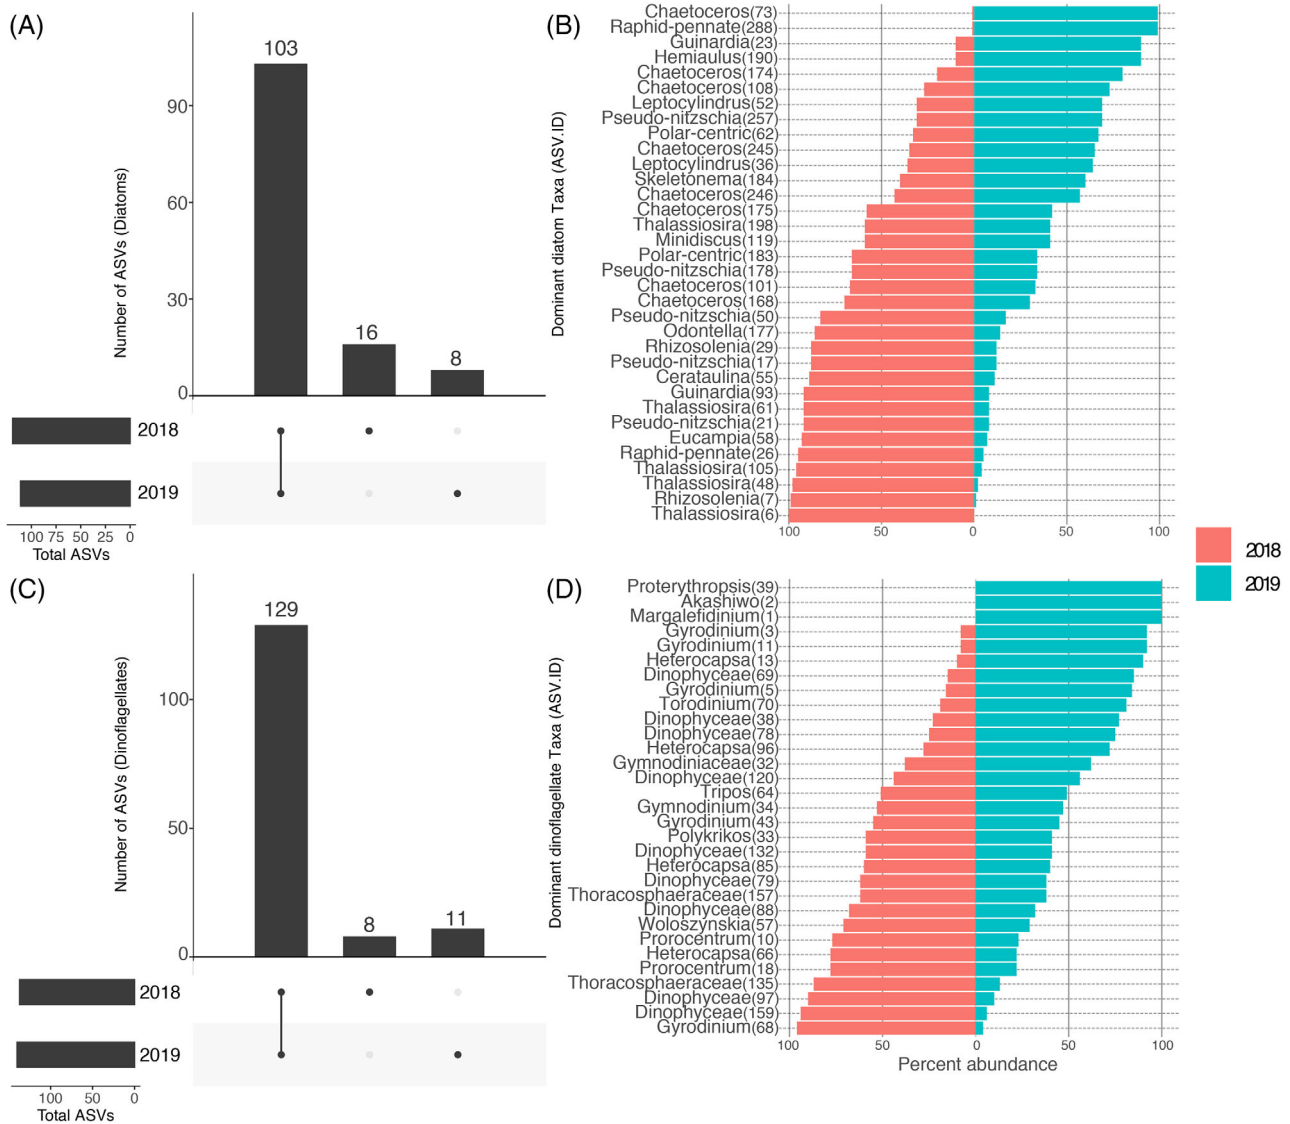 (A)
103
90
60
30
0
16
8
Number of ASVs (Diatoms)
2018
2019
100 75 50 25 0
Total ASVs
(B)
Dominant diatom Taxa (ASV.ID)
Chaetoceros(73)
Raphid-pennate(288)
Guinardia(23)
Hemiaulus(190)
Chaetoceros(174)
Chaetoceros(108)
Leptocylindrus(52)
Pseudo-nitzschia(257)
Polar-centric(62)
Chaetoceros(245)
Leptocylindrus(36)
Skeletonema(184)
Chaetoceros(246)
Chaetoceros(175)
Thalassiosira(198)
Minidiscus(119)
Polar-centric(183)
Pseudo-nitzschia(178)
Chaetoceros(101)
Chaetoceros(168)
Pseudo-nitzschia(50)
Odontella(177)
Rhizosolenia(29)
Pseudo-nitzschia(17)
Cerataulina(55)
Guinardia(93)
Thalassiosira(61)
Pseudo-nitzschia(21)
Eucampia(58)
Raphid-pennate(26)
Thalassiosira(105)
Thalassiosira(48)
Rhizosolenia(7)
Thalassiosira(6)
100 50 0 50 100
2018
2019
(C)
129
100
50
0
8
11
Number of ASVs (Dinoflagellates)
2018
2019
100 50 0
Total ASVs
(D)
Dominant dinoflagellate Taxa (ASV.ID)
Proterythropsis(39)
Akashiwo(2)
Margalefidinium(1)
Gyrodinium(3)
Gyrodinium(11)
Heterocapsa(13)
Dinophyceae(69)
Gyrodinium(5)
Torodinium(70)
Dinophyceae(38)
Dinophyceae(78)
Heterocapsa(96)
Gymnodiniaceae(32)
Dinophyceae(120)
Tripos(64)
Gymnodinium(34)
Gyrodinium(43)
Polykrikos(33)
Dinophyceae(132)
Heterocapsa(85)
Dinophyceae(79)
Thoracosphaeraceae(157)
Dinophyceae(88)
Woloszynskia(57)
Prorocentrum(10)
Heterocapsa(66)
Prorocentrum(18)
Thoracosphaeraceae(135)
Dinophyceae(97)
Dinophyceae(159)
Gyrodinium(68)
100 50 0 50 100
Percent abundance